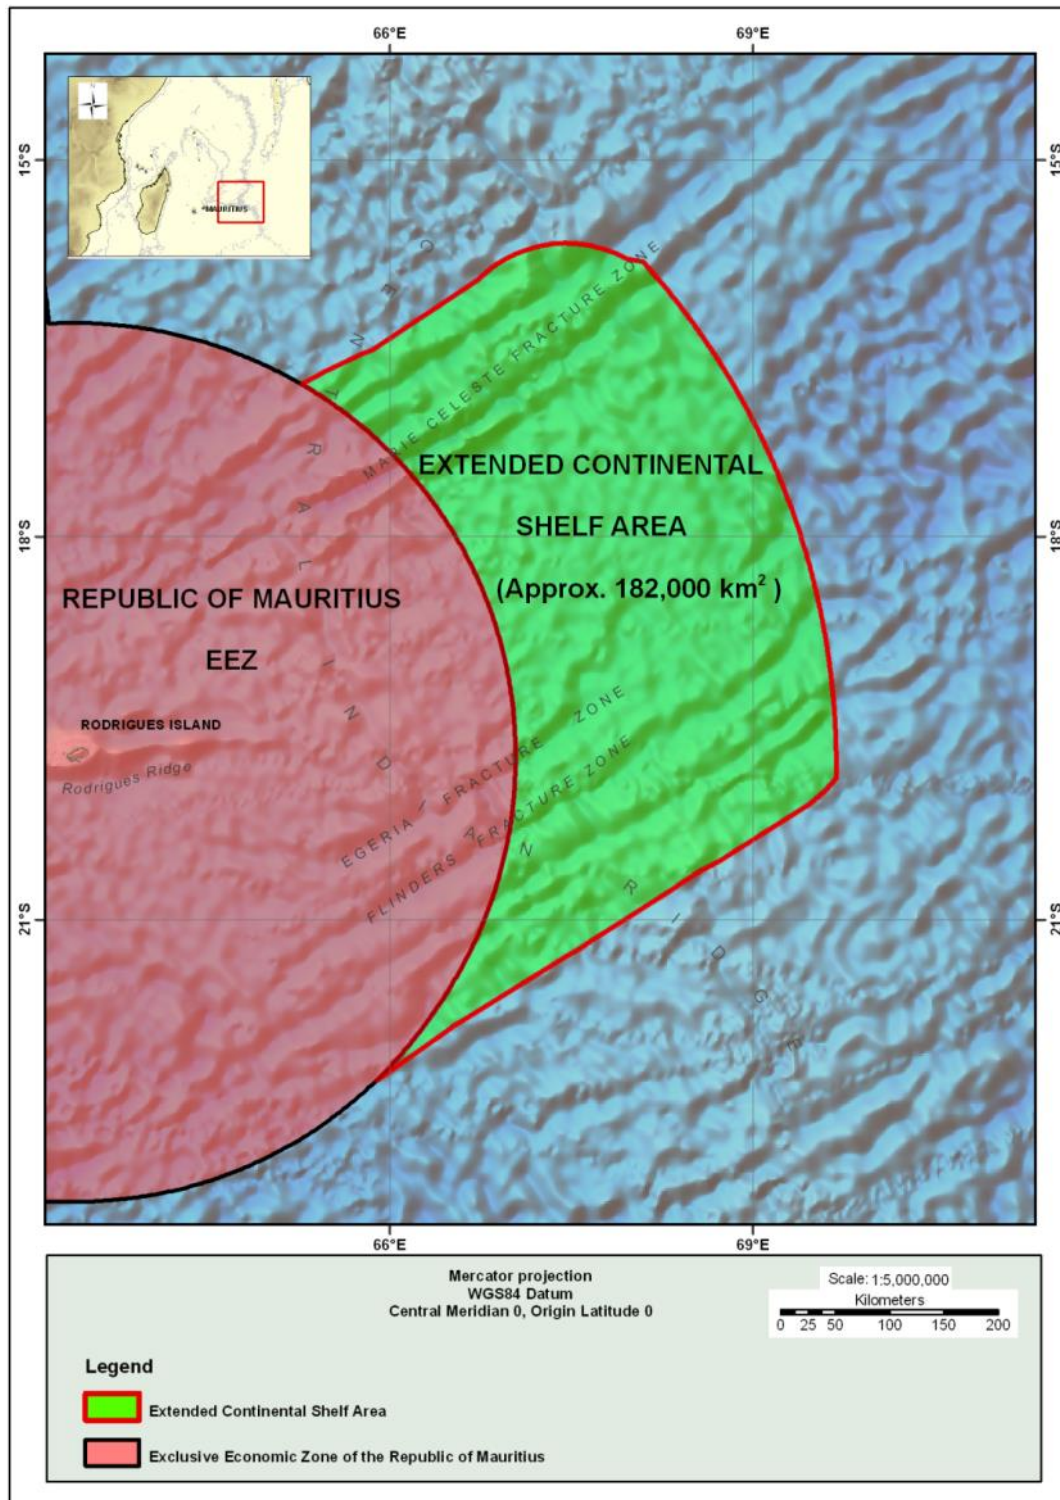 66°E
69°E
15°S
15°S
MAURITIUS
CENTRAL INDIAN RIDGE
MARIE CELESTE FRACTURE ZONE
EXTENDED CONTINENTAL
SHELF AREA
(Approx. 182,000 km² )
18°S
18°S
REPUBLIC OF MAURITIUS
EEZ
RODRIGUES ISLAND
Rodrigues Ridge
EGERIA FRACTURE ZONE
FLINDERS FRACTURE ZONE
21°S
21°S
66°E
69°E
Mercator projection
WGS84 Datum
Central Meridian 0, Origin Latitude 0
Scale: 1:5,000,000
Kilometers
0 25 50 100 150 200
Legend
Extended Continental Shelf Area
Exclusive Economic Zone of the Republic of Mauritius